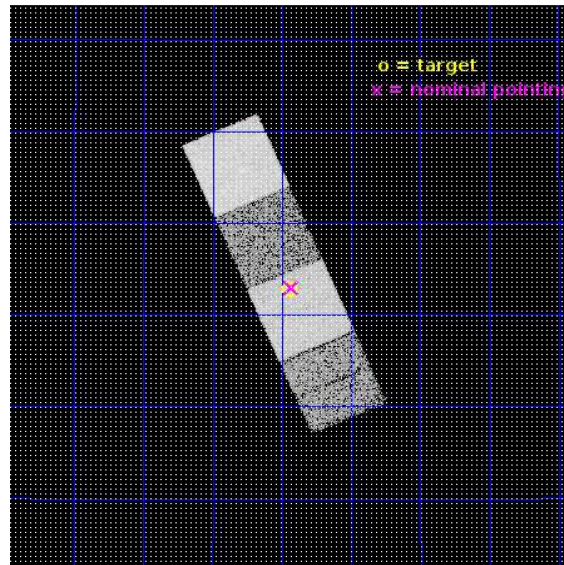 o = target
x = nominal pointing